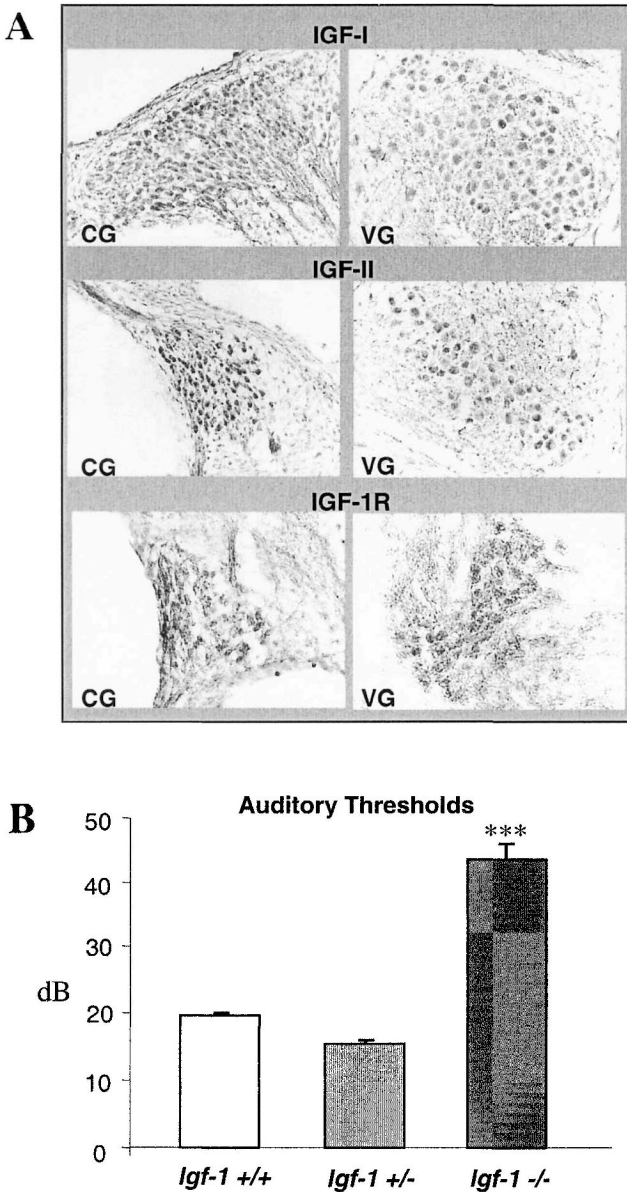 A
IGF-I
CG
VG
IGF-II
CG
VG
IGF-1R
CG
VG
B
Auditory Thresholds
***
50
40
30
dB
20
10
0
Igf-1 +/+
Igf-1 +/-
Igf-1 -/-